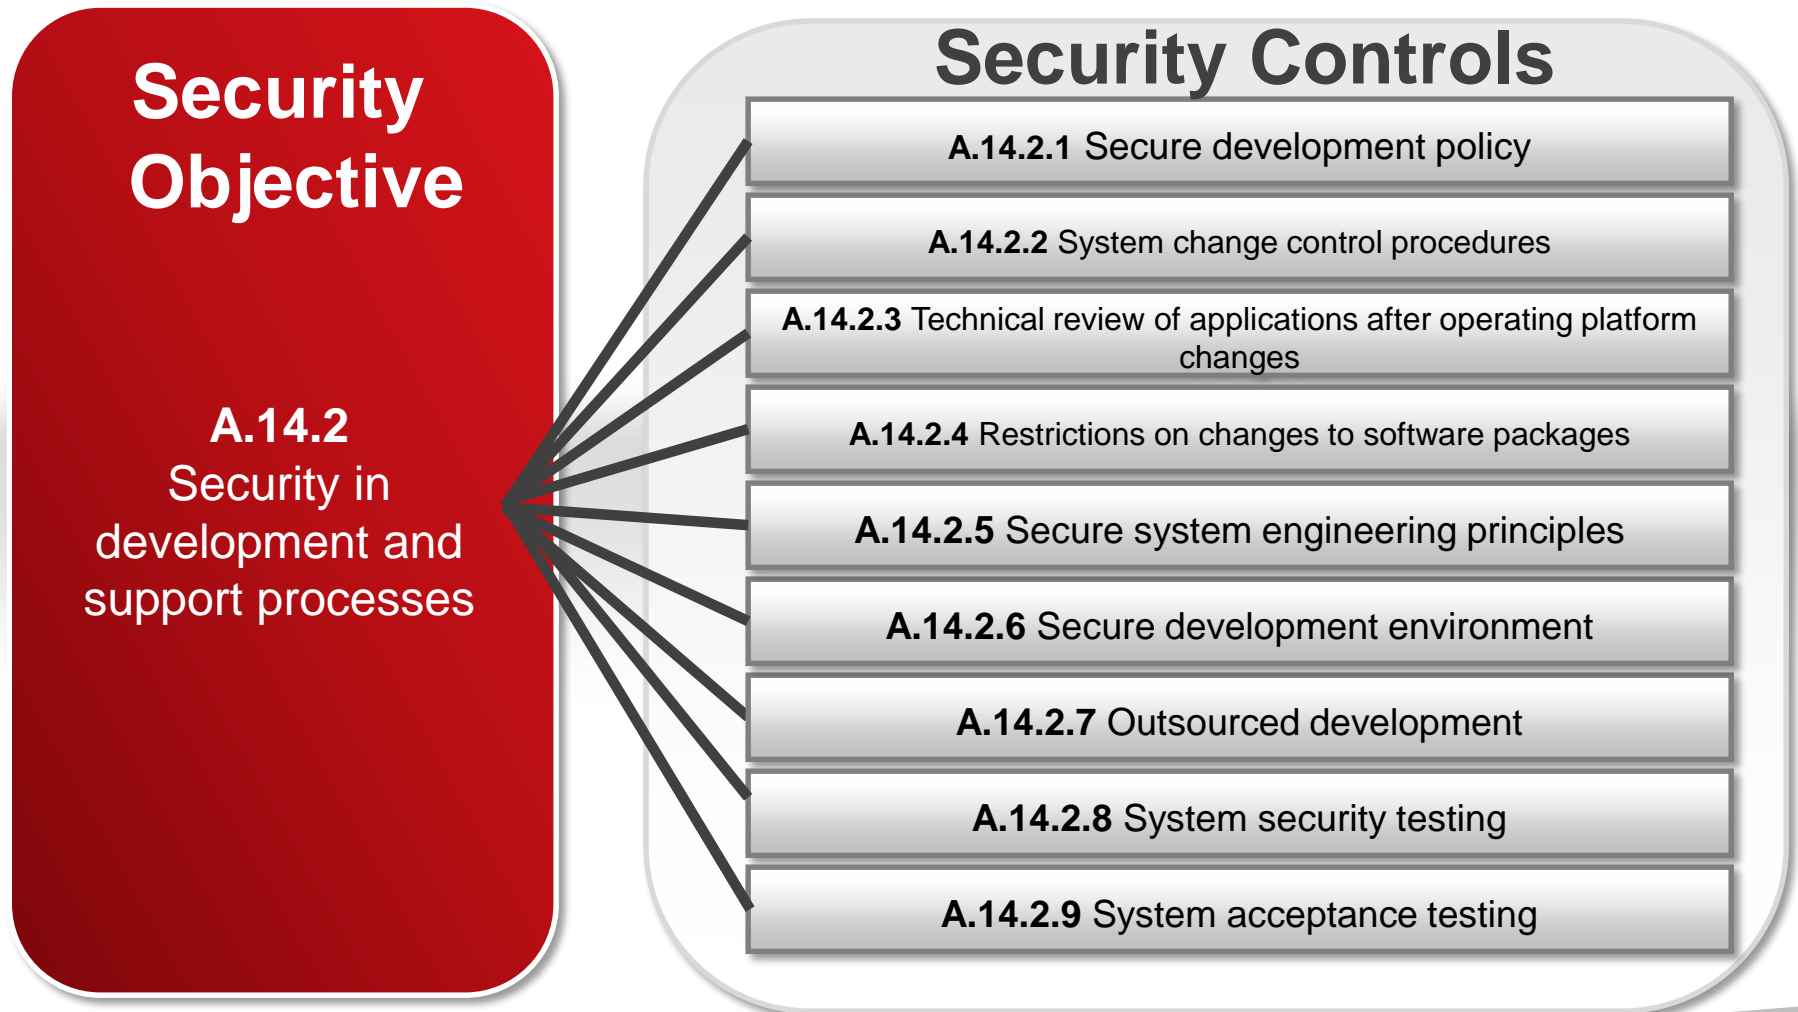 Security
Objective
A.14.2
Security in
development and
support processes
Security Controls
A.14.2.1 Secure development policy
A.14.2.2 System change control procedures
A.14.2.3 Technical review of applications after operating platform
changes
A.14.2.4 Restrictions on changes to software packages
A.14.2.5 Secure system engineering principles
A.14.2.6 Secure development environment
A.14.2.7 Outsourced development
A.14.2.8 System security testing
A.14.2.9 System acceptance testing